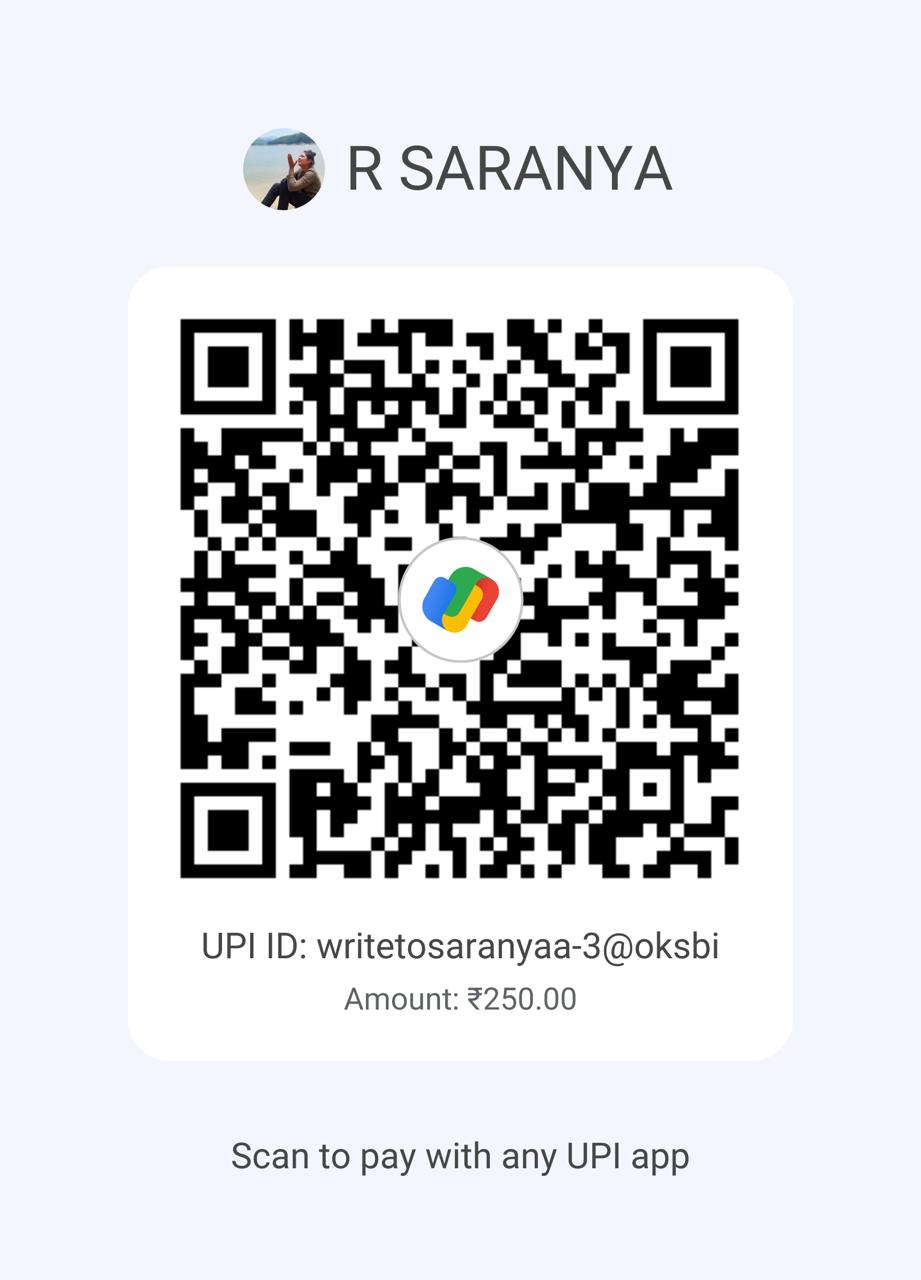 R SARANYA
UPI ID: writetosaranyaa-3@oksbi
Amount: ₹250.00
Scan to pay with any UPI app